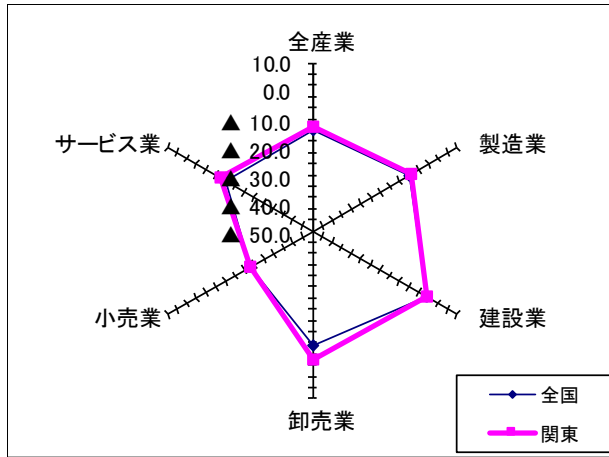 全産業
10.0
0.0
▲ 10.0
▲ 20.0
▲ 30.0
▲ 40.0
▲ 50.0
サービス業
製造業
小売業
建設業
卸売業
全国
関東